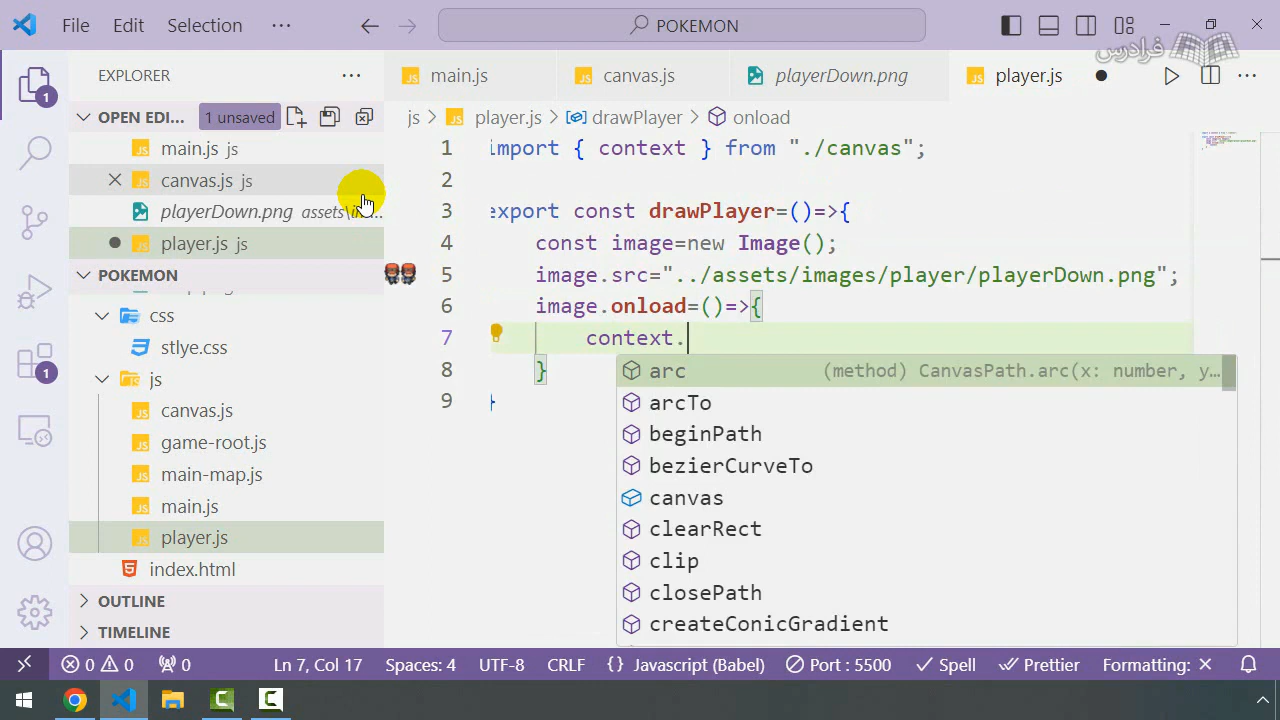 File Edit Selection ··· POKEMON
فرادرس
EXPLORER ···
main.js canvas.js playerDown.png player.js ···
OPEN EDI... 1 unsaved
js > player.js > drawPlayer > onload
main.js js
canvas.js js
playerDown.png assets\i...
player.js js
POKEMON
css
stlye.css
js
canvas.js
game-root.js
main-map.js
main.js
player.js
index.html
OUTLINE
TIMELINE
1 import { context } from "./canvas";
2
3 export const drawPlayer=()=>{
4 const image=new Image();
5 image.src="../assets/images/player/playerDown.png";
6 image.onload=()=>{
7 context.
8 }
9 }
arc (method) CanvasPath.arc(x: number, y...
arcTo
beginPath
bezierCurveTo
canvas
clearRect
clip
closePath
createConicGradient
1
1
0 0 0 Ln 7, Col 17 Spaces: 4 UTF-8 CRLF {} Javascript (Babel) Port : 5500 Spell Prettier Formatting: ×